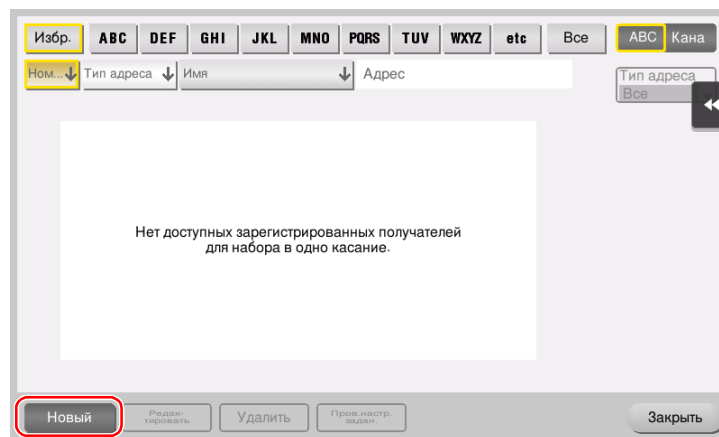 Избр. ABC DEF GHI JKL MNO PQRS TUV WXYZ etc Все ABC Кана
Ном... Тип адреса Имя Адрес
Тип адреса
Все
Нет доступных зарегистрированных получателей
для набора в одно касание.
Новый
Редак-
тировать
Удалить
Пров.настр.
задан.
Закрыть